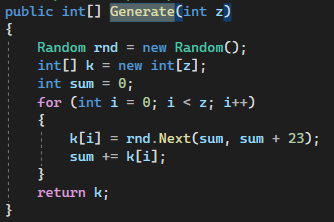 public int[] Generate(int z)
{
Random rnd = new Random();
int[] k = new int[z];
int sum = 0;
for (int i = 0; i < z; i++)
{
k[i] = rnd.Next(sum, sum + 23);
sum += k[i];
}
return k;
}